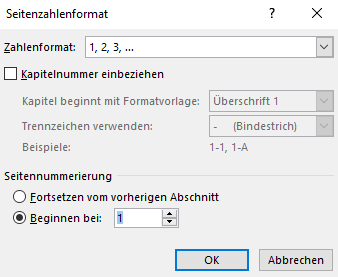 Seitenzahlenformat ? ×
Zahlenformat: 1, 2, 3, ...
Kapitelnummer einbeziehen
Kapitel beginnt mit Formatvorlage: Überschrift 1
Trennzeichen verwenden: - (Bindestrich)
Beispiele: 1-1, 1-A
Seitennummerierung
Fortsetzen vom vorherigen Abschnitt
Beginnen bei: 1
OK Abbrechen